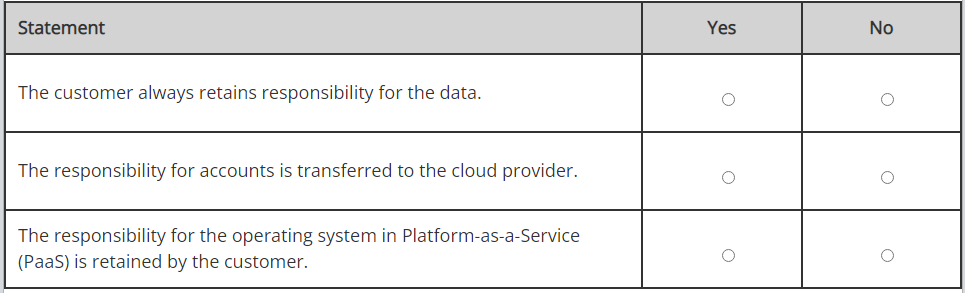 Statement Yes No
The customer always retains responsibility for the data.
The responsibility for accounts is transferred to the cloud provider.
The responsibility for the operating system in Platform-as-a-Service
(PaaS) is retained by the customer.